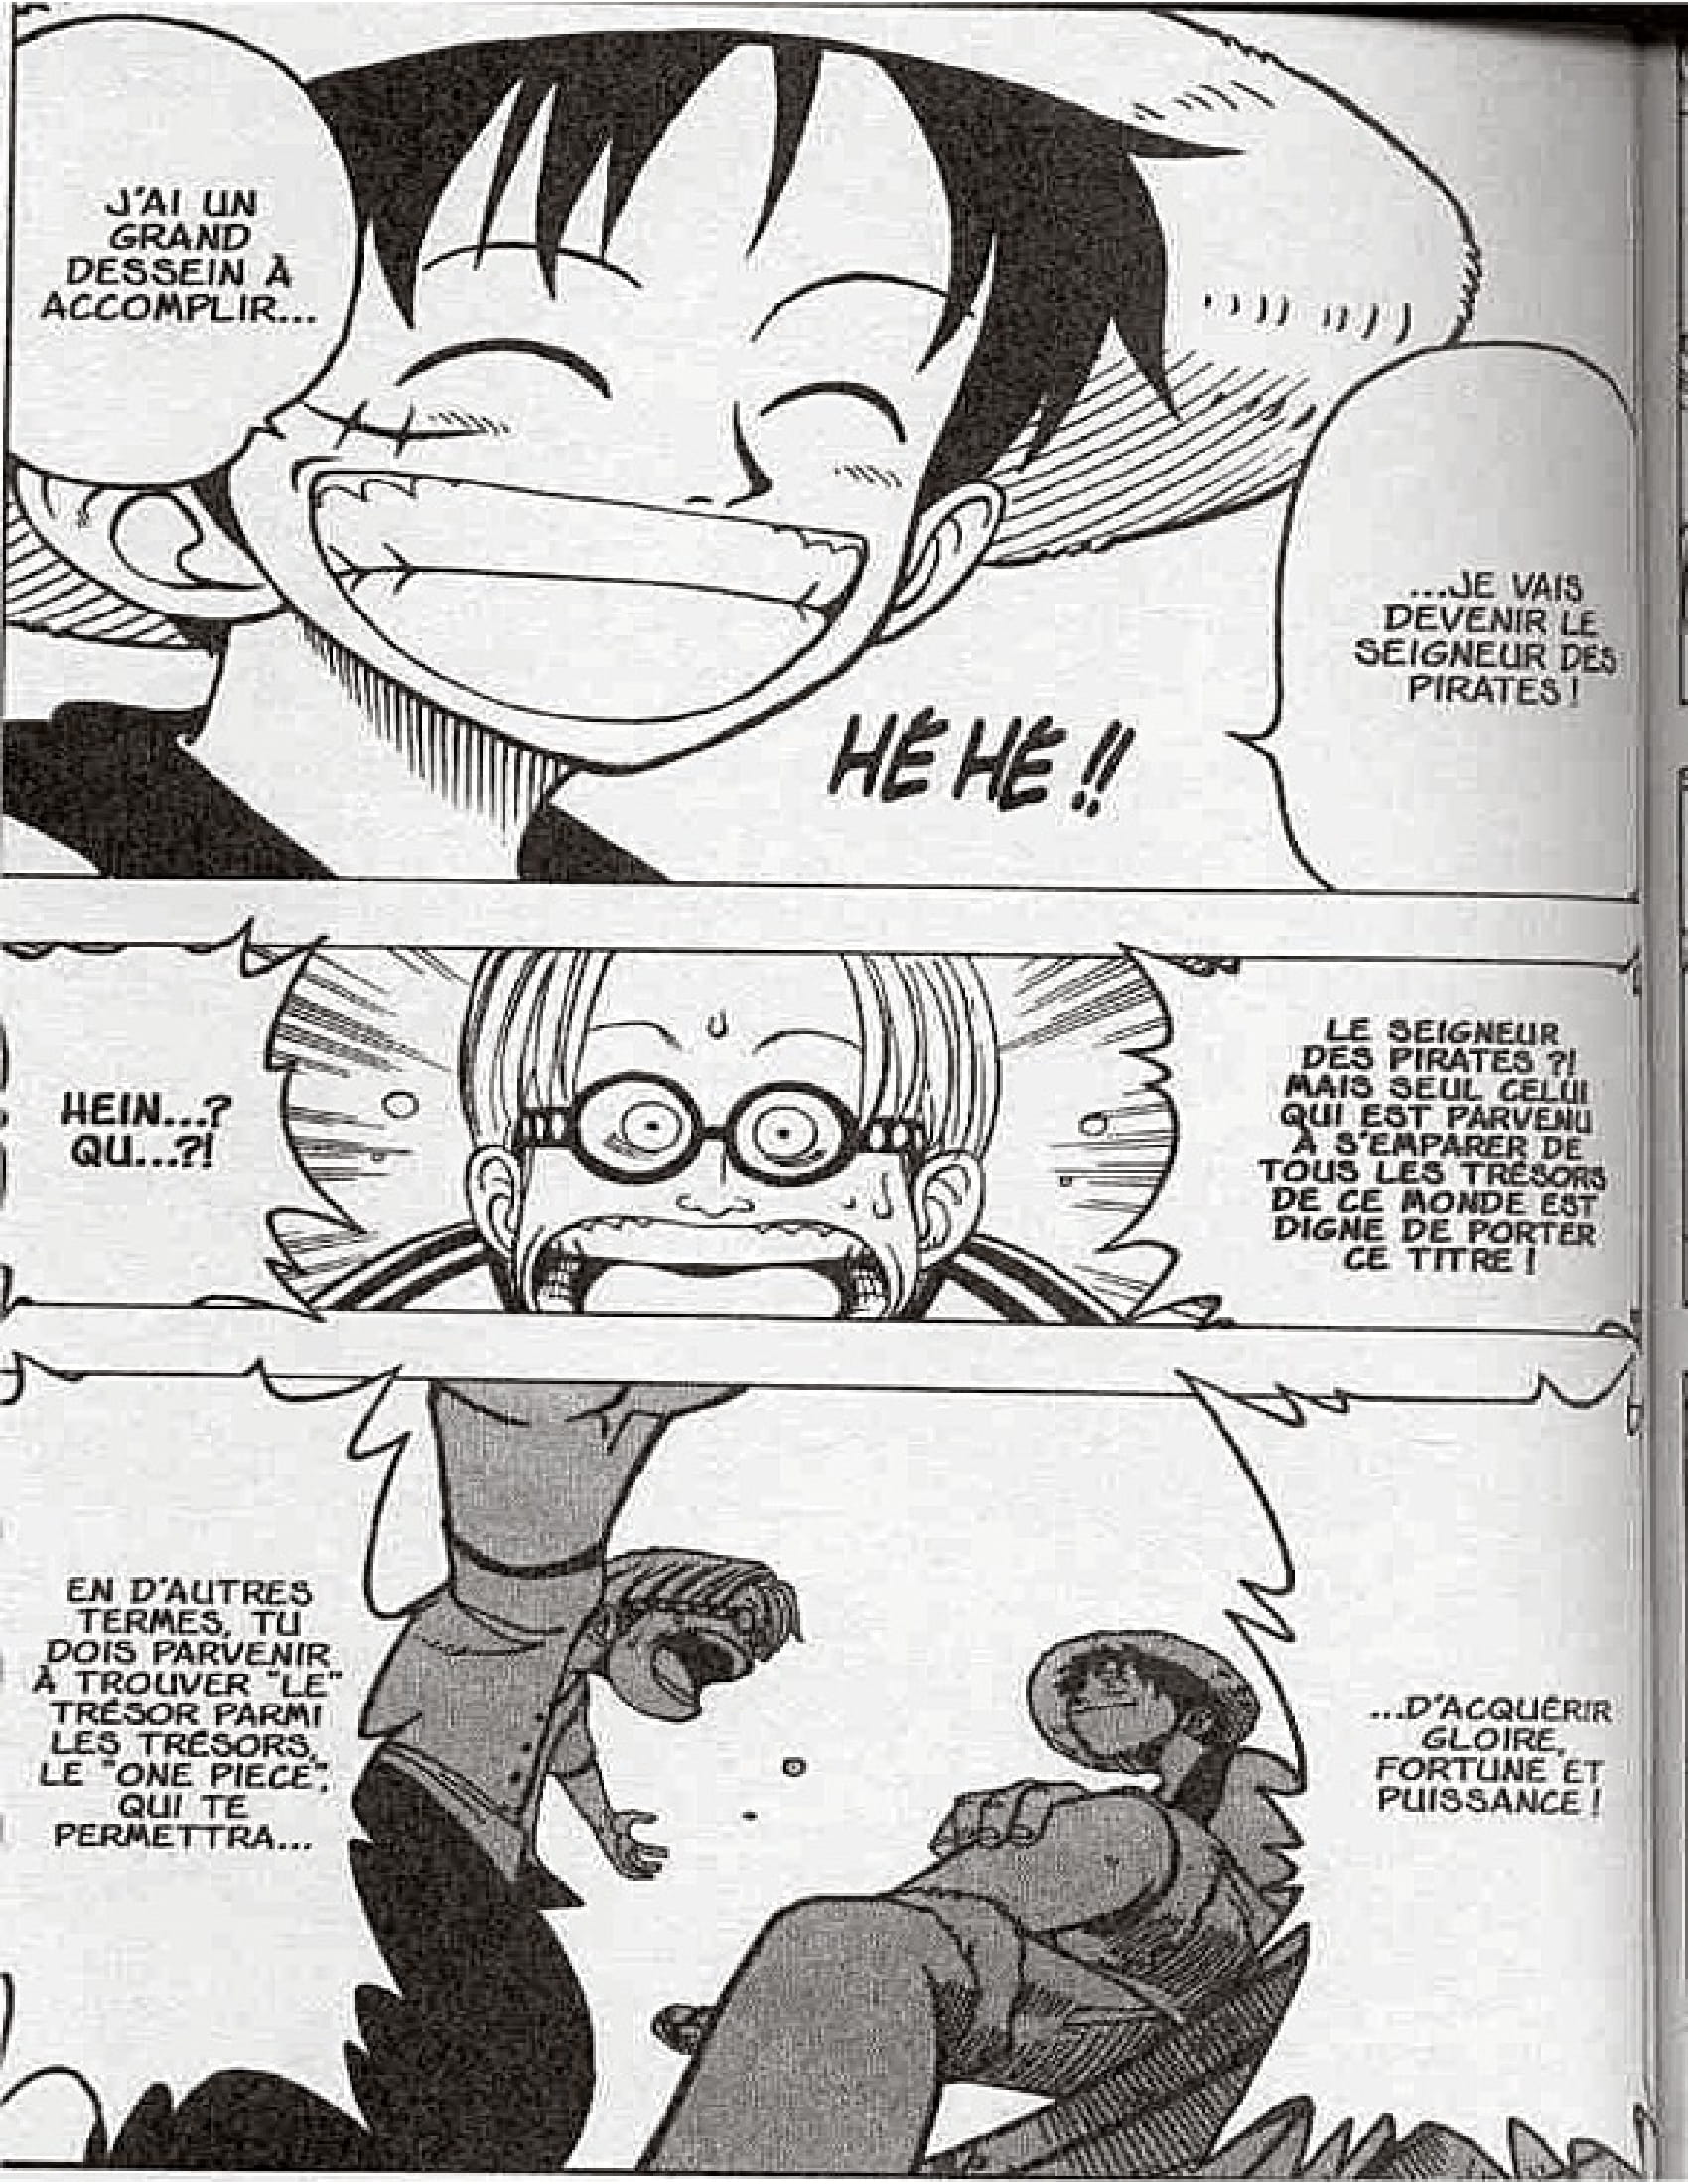 J'AI UN
GRAND
DESSEIN À
ACCOMPLIR...
...JE VAIS
DEVENIR LE
SEIGNEUR DES
PIRATES !
HÉ HÉ !!
HEIN...?
QU...?!
LE SEIGNEUR
DES PIRATES ?!
MAIS SEUL CELUI
QUI EST PARVENU
À S'EMPARER DE
TOUS LES TRÉSORS
DE CE MONDE EST
DIGNE DE PORTER
CE TITRE !
EN D'AUTRES
TERMES, TU
DOIS PARVENIR
À TROUVER "LE"
TRÉSOR PARMI
LES TRÉSORS,
LE "ONE PIECE",
QUI TE
PERMETTRA...
...D'ACQUÉRIR
GLOIRE,
FORTUNE ET
PUISSANCE !